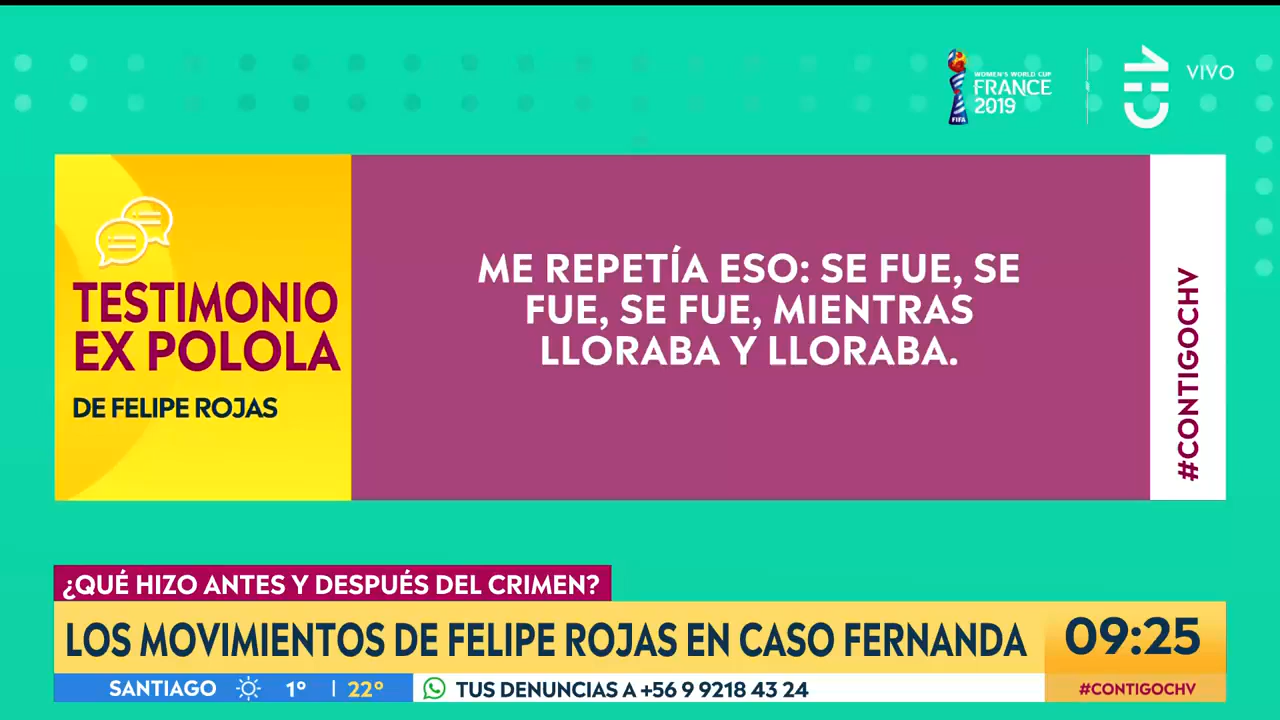 WOMEN'S WORLD CUP
FRANCE
2019
FIFA
CHV
VIVO
TESTIMONIO
EX POLOLA
DE FELIPE ROJAS
ME REPETÍA ESO: SE FUE, SE
FUE, SE FUE, MIENTRAS
LLORABA Y LLORABA.
#CONTIGOCHV
¿QUÉ HIZO ANTES Y DESPUÉS DEL CRIMEN?
LOS MOVIMIENTOS DE FELIPE ROJAS EN CASO FERNANDA
09:25
SANTIAGO 1° | 22°
TUS DENUNCIAS A +56 9 9218 43 24
#CONTIGOCHV